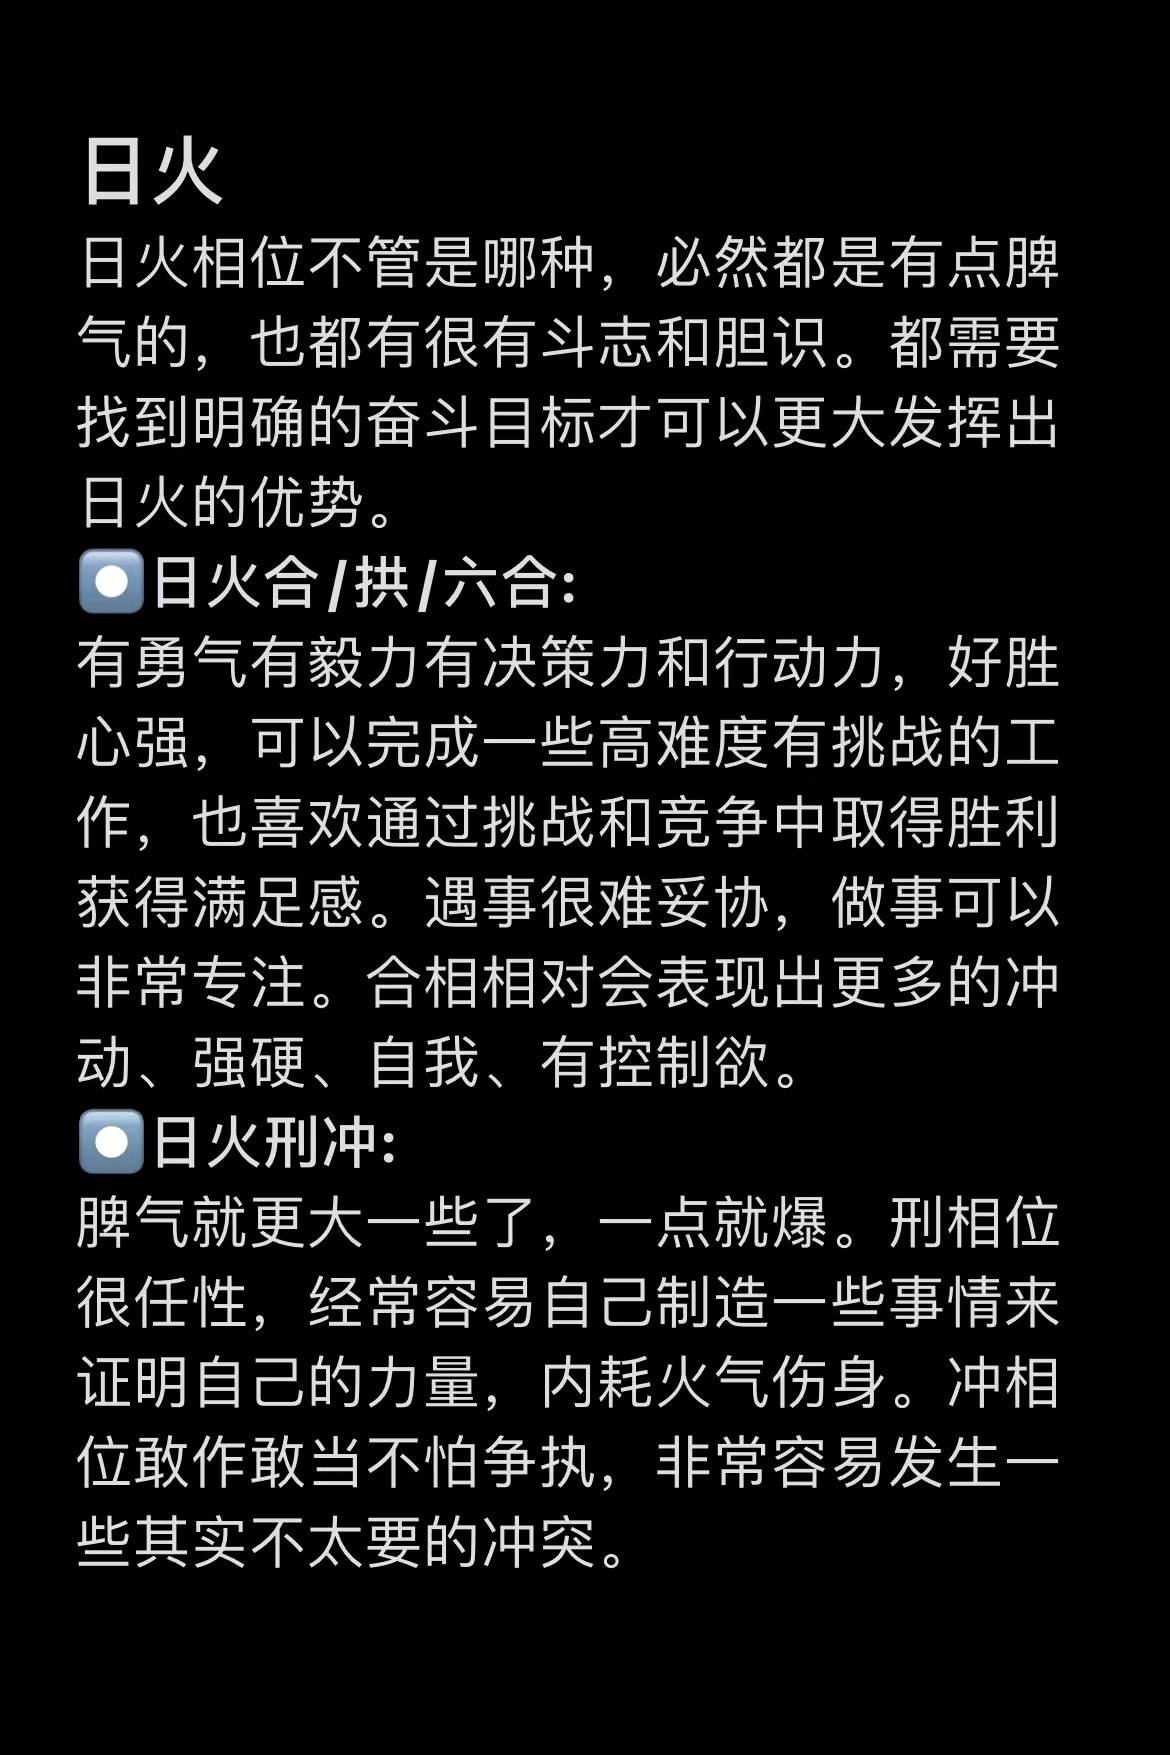 日火
日火相位不管是哪种，必然都是有点脾
气的，也都有很有斗志和胆识。都需要
找到明确的奋斗目标才可以更大发挥出
日火的优势。
日火合/拱/六合:
有勇气有毅力有决策力和行动力，好胜
心强，可以完成一些高难度有挑战的工
作，也喜欢通过挑战和竞争中取得胜利
获得满足感。遇事很难妥协，做事可以
非常专注。合相相对会表现出更多的冲
动、强硬、自我、有控制欲。
日火刑冲:
脾气就更大一些了，一点就爆。刑相位
很任性，经常容易自己制造一些事情来
证明自己的力量，内耗火气伤身。冲相
位敢作敢当不怕争执，非常容易发生一
些其实不太要的冲突。